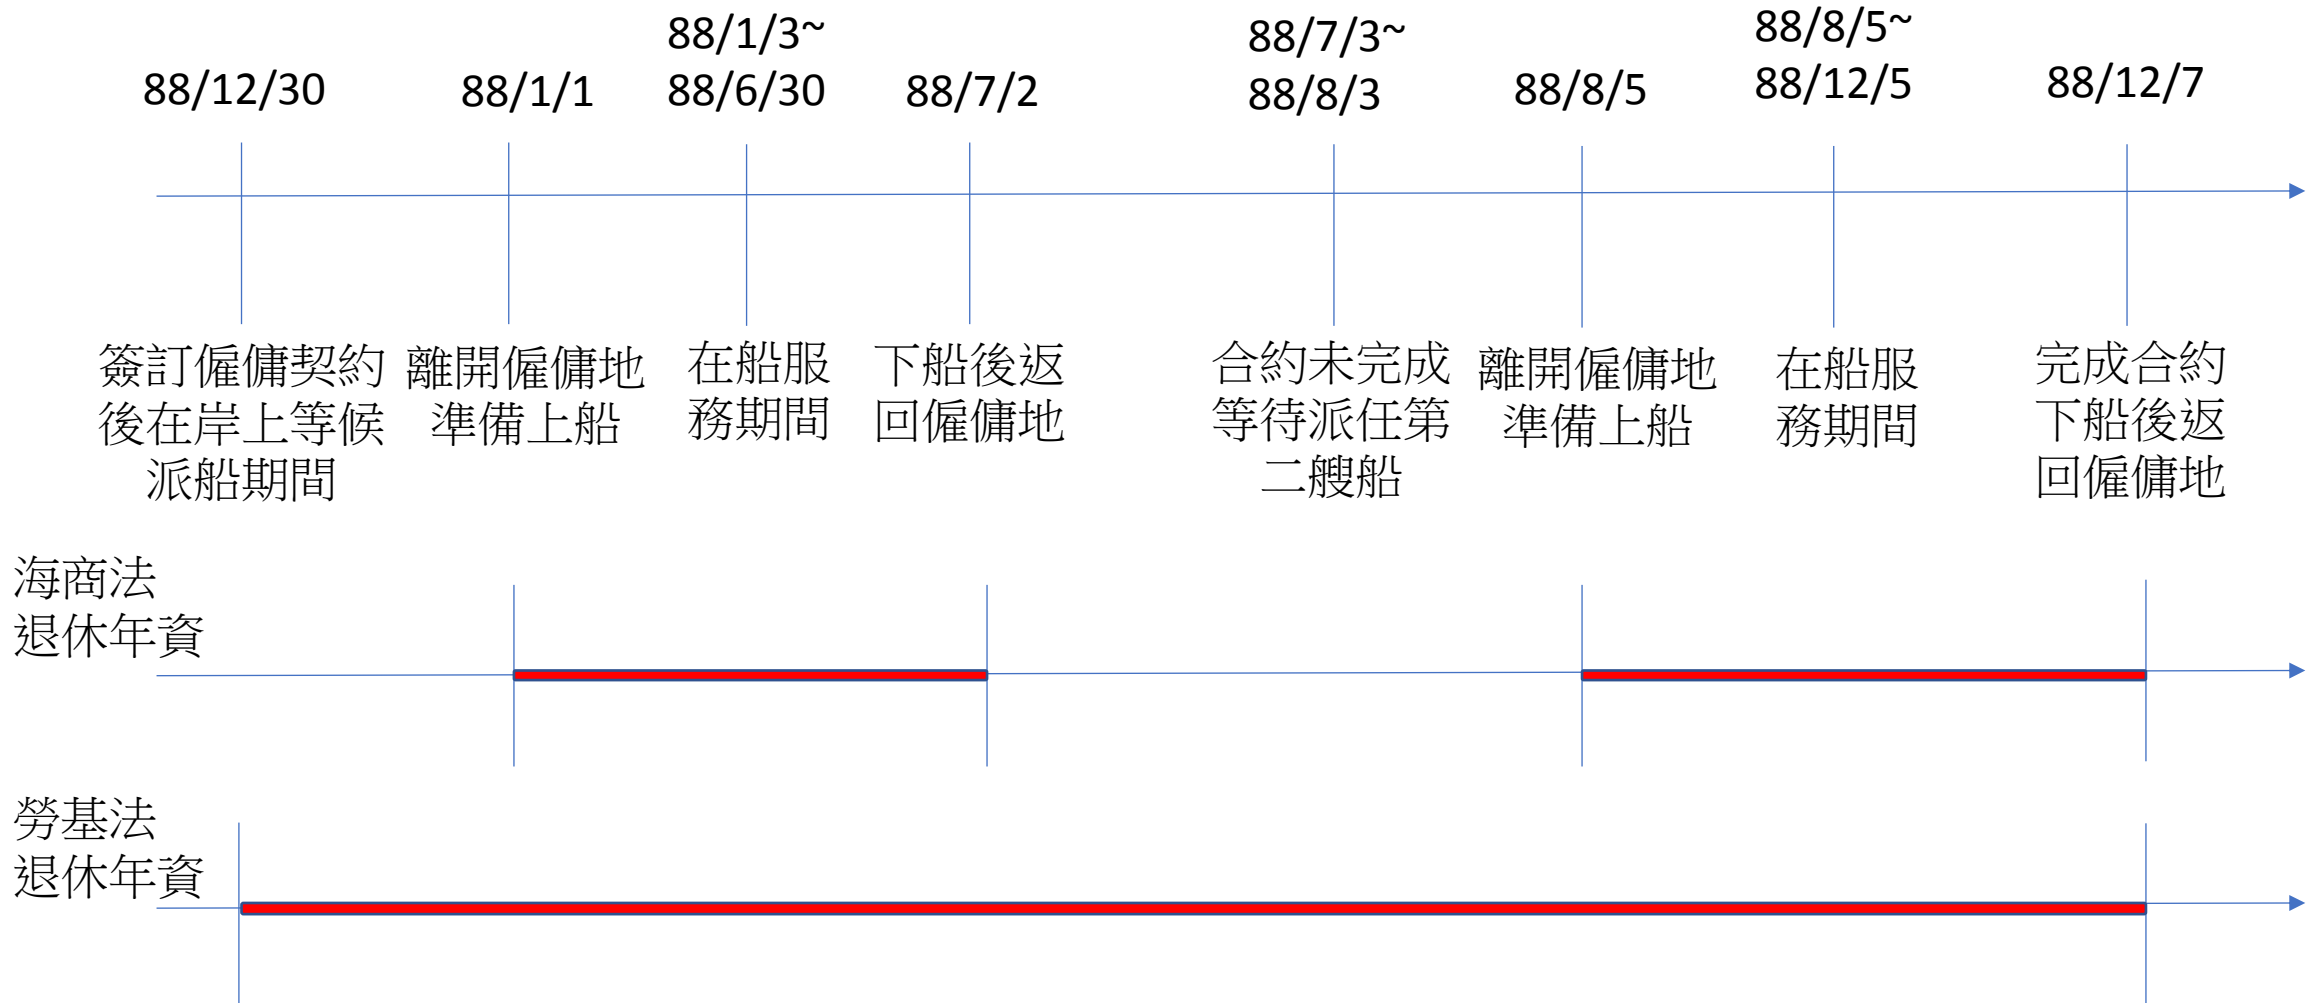 88/12/30
88/1/1
88/1/3~
88/6/30
88/7/2
88/7/3~
88/8/3
88/8/5
88/8/5~
88/12/5
88/12/7
簽訂僱傭契約
後在岸上等候
派船期間
離開僱傭地
準備上船
在船服
務期間
下船後返
回僱傭地
合約未完成
等待派任第
二艘船
離開僱傭地
準備上船
在船服
務期間
完成合約
下船後返
回僱傭地
海商法
退休年資
勞基法
退休年資